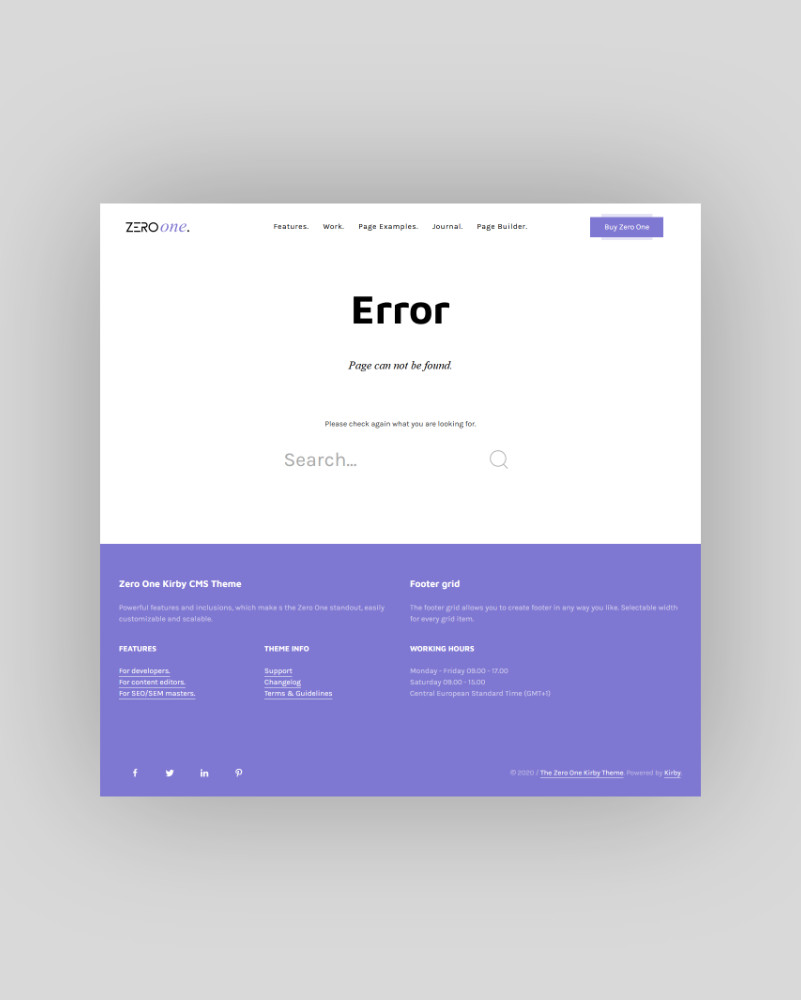 ZERO one.
Features. Work. Page Examples. Journal. Page Builder.
Buy Zero One
Error
Page can not be found.
Please check again what you are looking for.
Search...
Zero One Kirby CMS Theme
Powerful features and inclusions, which make s the Zero One standout, easily
customizable and scalable.
Footer grid
The footer grid allows you to create footer in any way you like. Selectable width
for every grid item.
FEATURES
For developers.
For content editors.
For SEO/SEM masters.
THEME INFO
Support
Changelog
Terms & Guidelines
WORKING HOURS
Monday - Friday 08.00 - 17.00
Saturday 09.00 - 15.00
Central European Standard Time (GMT+1)
© 2020 / The Zero One Kirby Theme. Powered by Kirby.